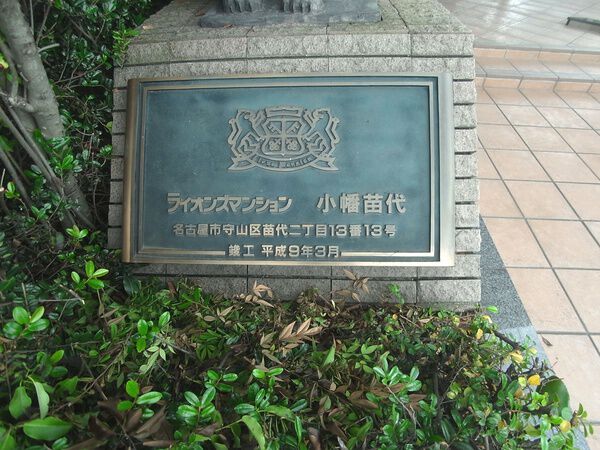 ライオンズマンション 小幡苗代
名古屋市守山区苗代二丁目13番13号
竣工 平成9年3月